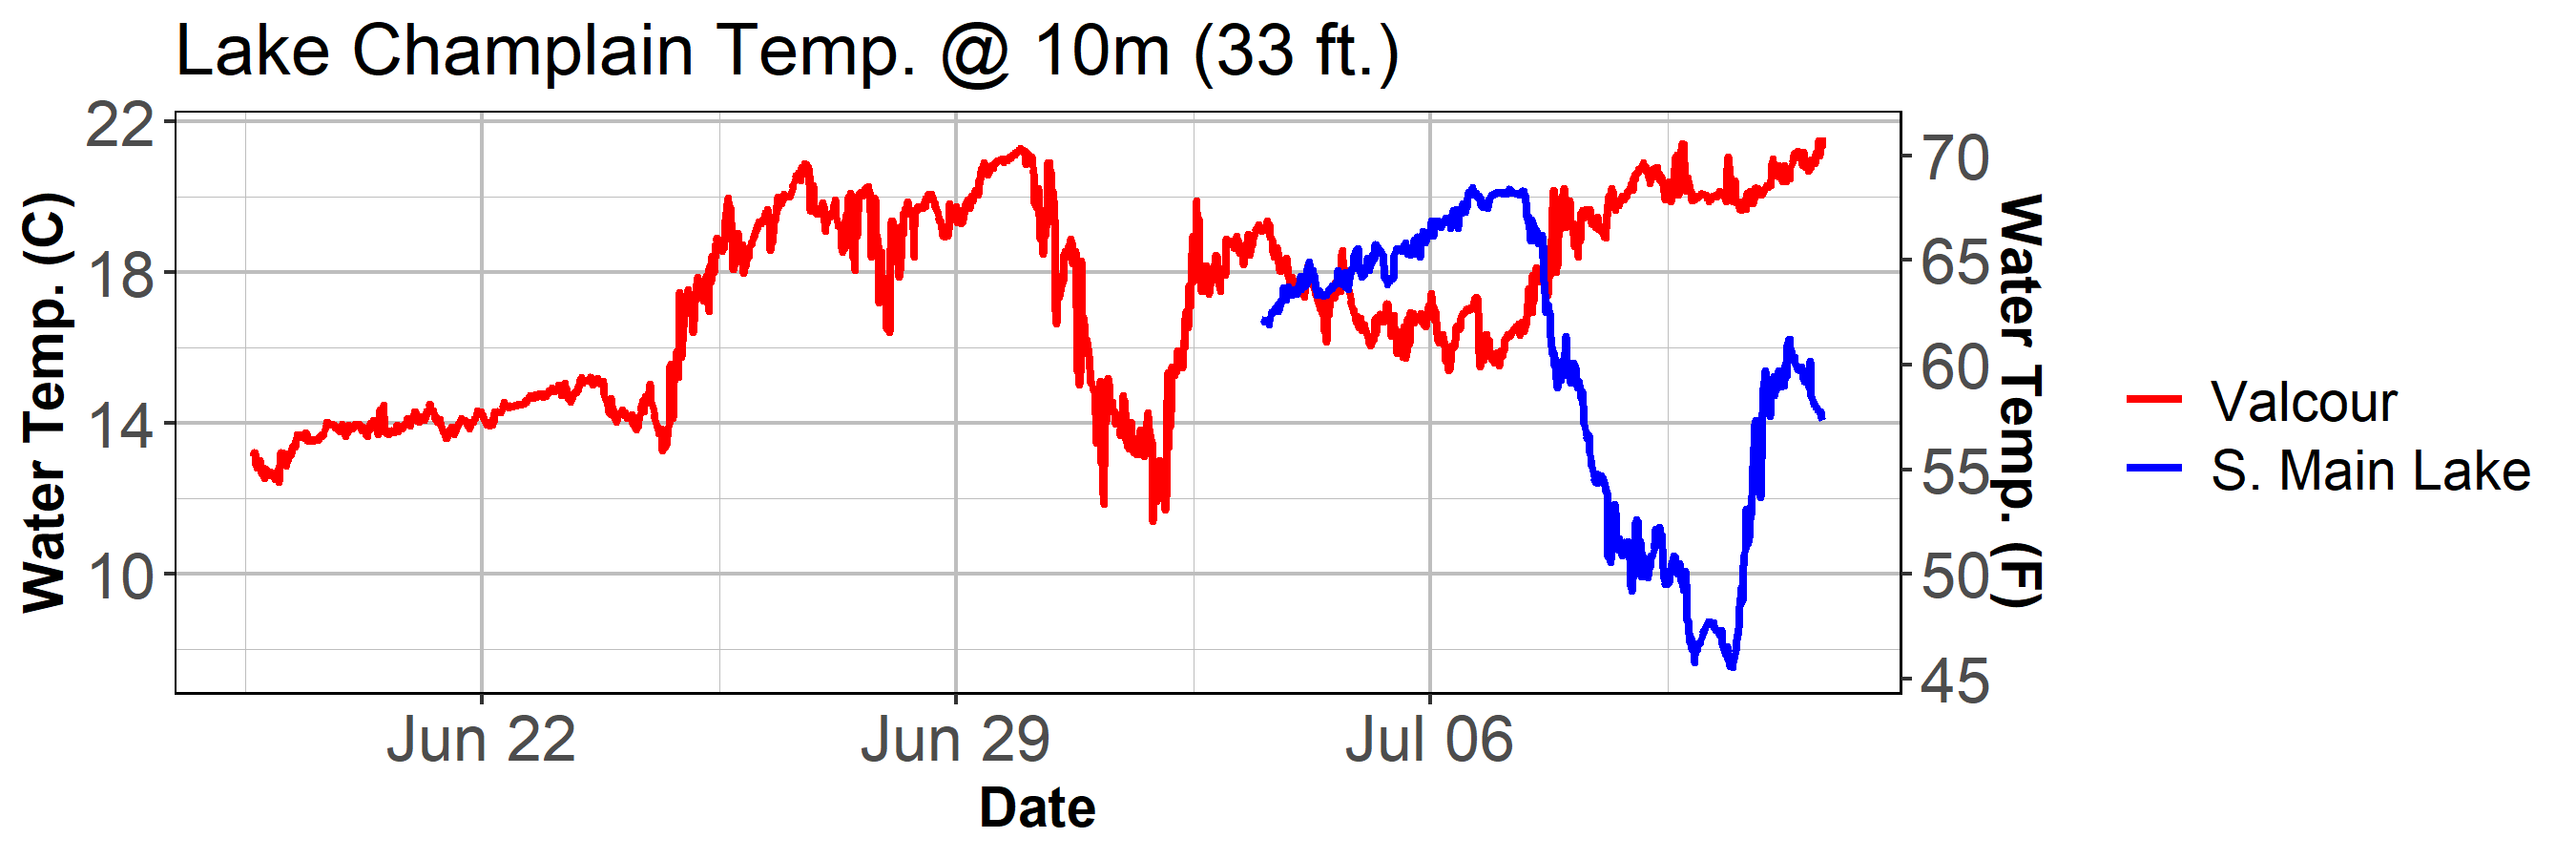 Lake Champlain Temp. @ 10m (33 ft.)
Water Temp. (C)
22
18
14
10
70
65
60
55
50
45
Water Temp. (F)
Jun 22
Jun 29
Jul 06
Date
Valcour
S. Main Lake